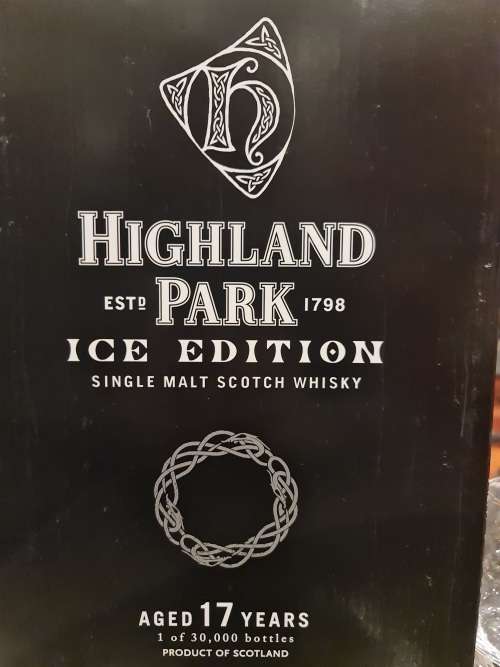 H
HIGHLAND
ESTD PARK 1798
ICE EDITION
SINGLE MALT SCOTCH WHISKY
AGED 17 YEARS
1 of 30,000 bottles
PRODUCT OF SCOTLAND